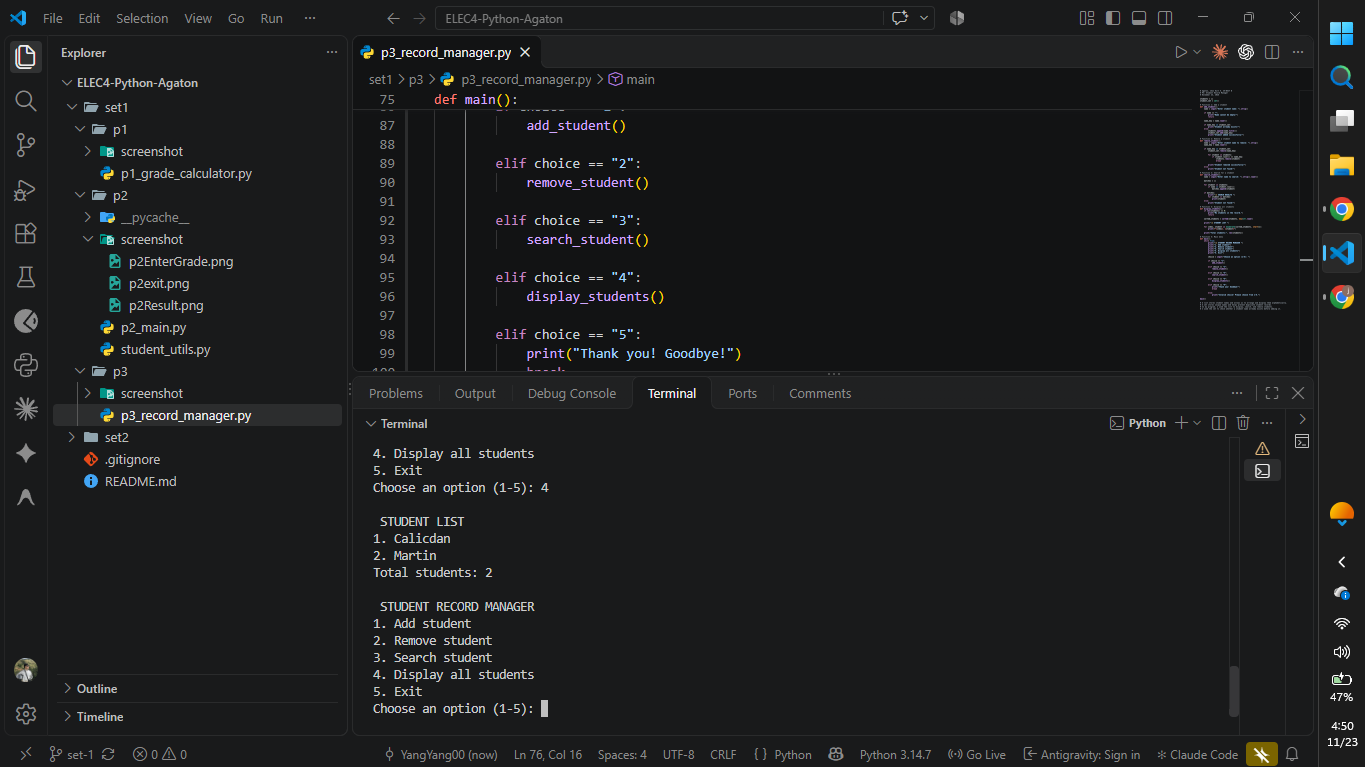 File Edit Selection View Go Run ···
ELEC4-Python-Agaton
Explorer
ELEC4-Python-Agaton
set1
p1
screenshot
p1_grade_calculator.py
p2
__pycache__
screenshot
p2EnterGrade.png
p2exit.png
p2Result.png
p2_main.py
student_utils.py
p3
screenshot
p3_record_manager.py
set2
.gitignore
README.md
Outline
Timeline
p3_record_manager.py
set1 > p3 > p3_record_manager.py > main
75 def main():
87 add_student()
88
89 elif choice == "2":
90 remove_student()
91
92 elif choice == "3":
93 search_student()
94
95 elif choice == "4":
96 display_students()
97
98 elif choice == "5":
99 print("Thank you! Goodbye!")
100 break
Problems Output Debug Console Terminal Ports Comments
Terminal
Python
4. Display all students
5. Exit
Choose an option (1-5): 4
STUDENT LIST
1. Calicdan
2. Martin
Total students: 2
STUDENT RECORD MANAGER
1. Add student
2. Remove student
3. Search student
4. Display all students
5. Exit
Choose an option (1-5):
set-1 0 0 YangYang00 (now) Ln 76, Col 16 Spaces: 4 UTF-8 CRLF { } Python Python 3.14.7 Go Live Antigravity: Sign in Claude Code
47%
4:50
11/23